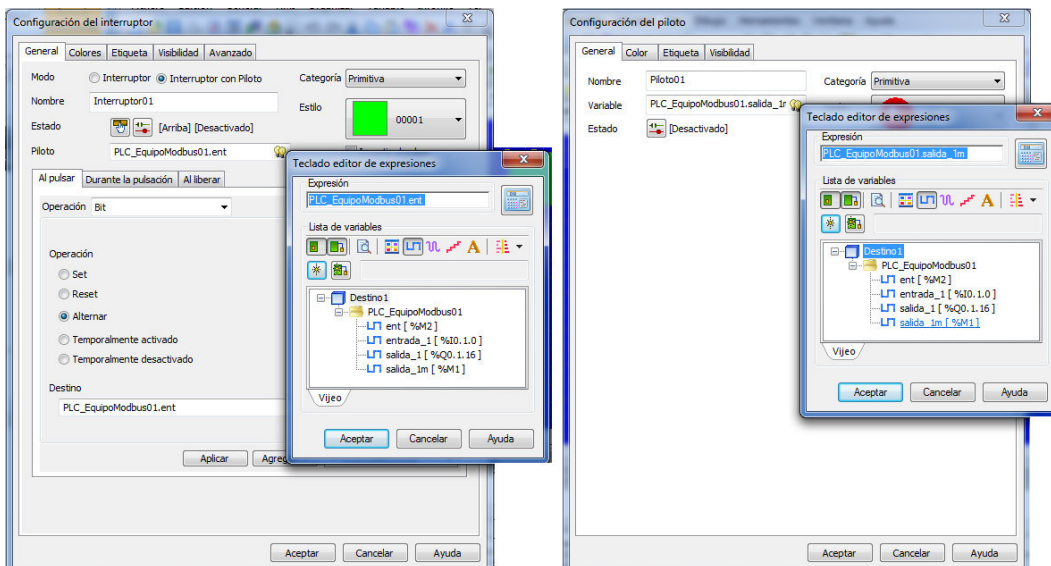 Configuración del interruptor
General Colores Etiqueta Visibilidad Avanzado
Modo Interruptor Interruptor con Piloto Categoría Primitiva
Nombre Interruptor01
Estilo 00001
Estado [Arriba] [Desactivado]
Piloto PLC_EquipoModbus01.ent
Al pulsar Durante la pulsación Al liberar
Operación Bit
Operación
Set
Reset
Alternar
Temporalmente activado
Temporalmente desactivado
Destino
PLC_EquipoModbus01.ent
Aplicar
Aceptar Cancelar Ayuda
Teclado editor de expresiones
Expresión
PLC_EquipoModbus01.ent
Lista de variables
Destino1
PLC_EquipoModbus01
ent [ %M2 ]
entrada_1 [ %I0.1.0 ]
salida_1 [ %Q0.1.16 ]
salida_1m [ %M1 ]
Vijeo
Aceptar Cancelar Ayuda
Configuración del piloto
General Color Etiqueta Visibilidad
Nombre Piloto01 Categoría Primitiva
Variable PLC_EquipoModbus01.salida_1m
Estado [Desactivado]
Aceptar Cancelar Ayuda
Teclado editor de expresiones
Expresión
PLC_EquipoModbus01.salida_1m
Lista de variables
Destino1
PLC_EquipoModbus01
ent [ %M2 ]
entrada_1 [ %I0.1.0 ]
salida_1 [ %Q0.1.16 ]
salida_1m [ %M1 ]
Vijeo
Aceptar Cancelar Ayuda